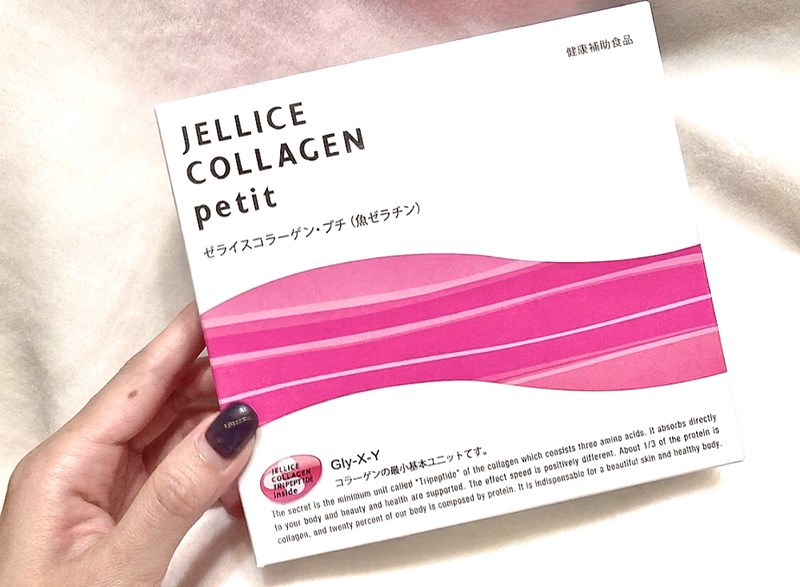 健康補助食品
JELLICE
COLLAGEN
petit
ゼライスコラーゲン・プチ（魚ゼラチン）
JELLICE
COLLAGEN
TRIPEPTIDE
inside
Gly-X-Y
コラーゲンの最小基本ユニットです。
The secret is the minimum unit called "Tripeptide" of the collagen which consists three amino acids. It absorbs directly
to your body and beauty and health are supported. The effect speed is positively different. About 1/3 of the protein is
collagen, and twenty percent of our body is composed by protein. It is indispensable for a beautiful skin and healthy body.